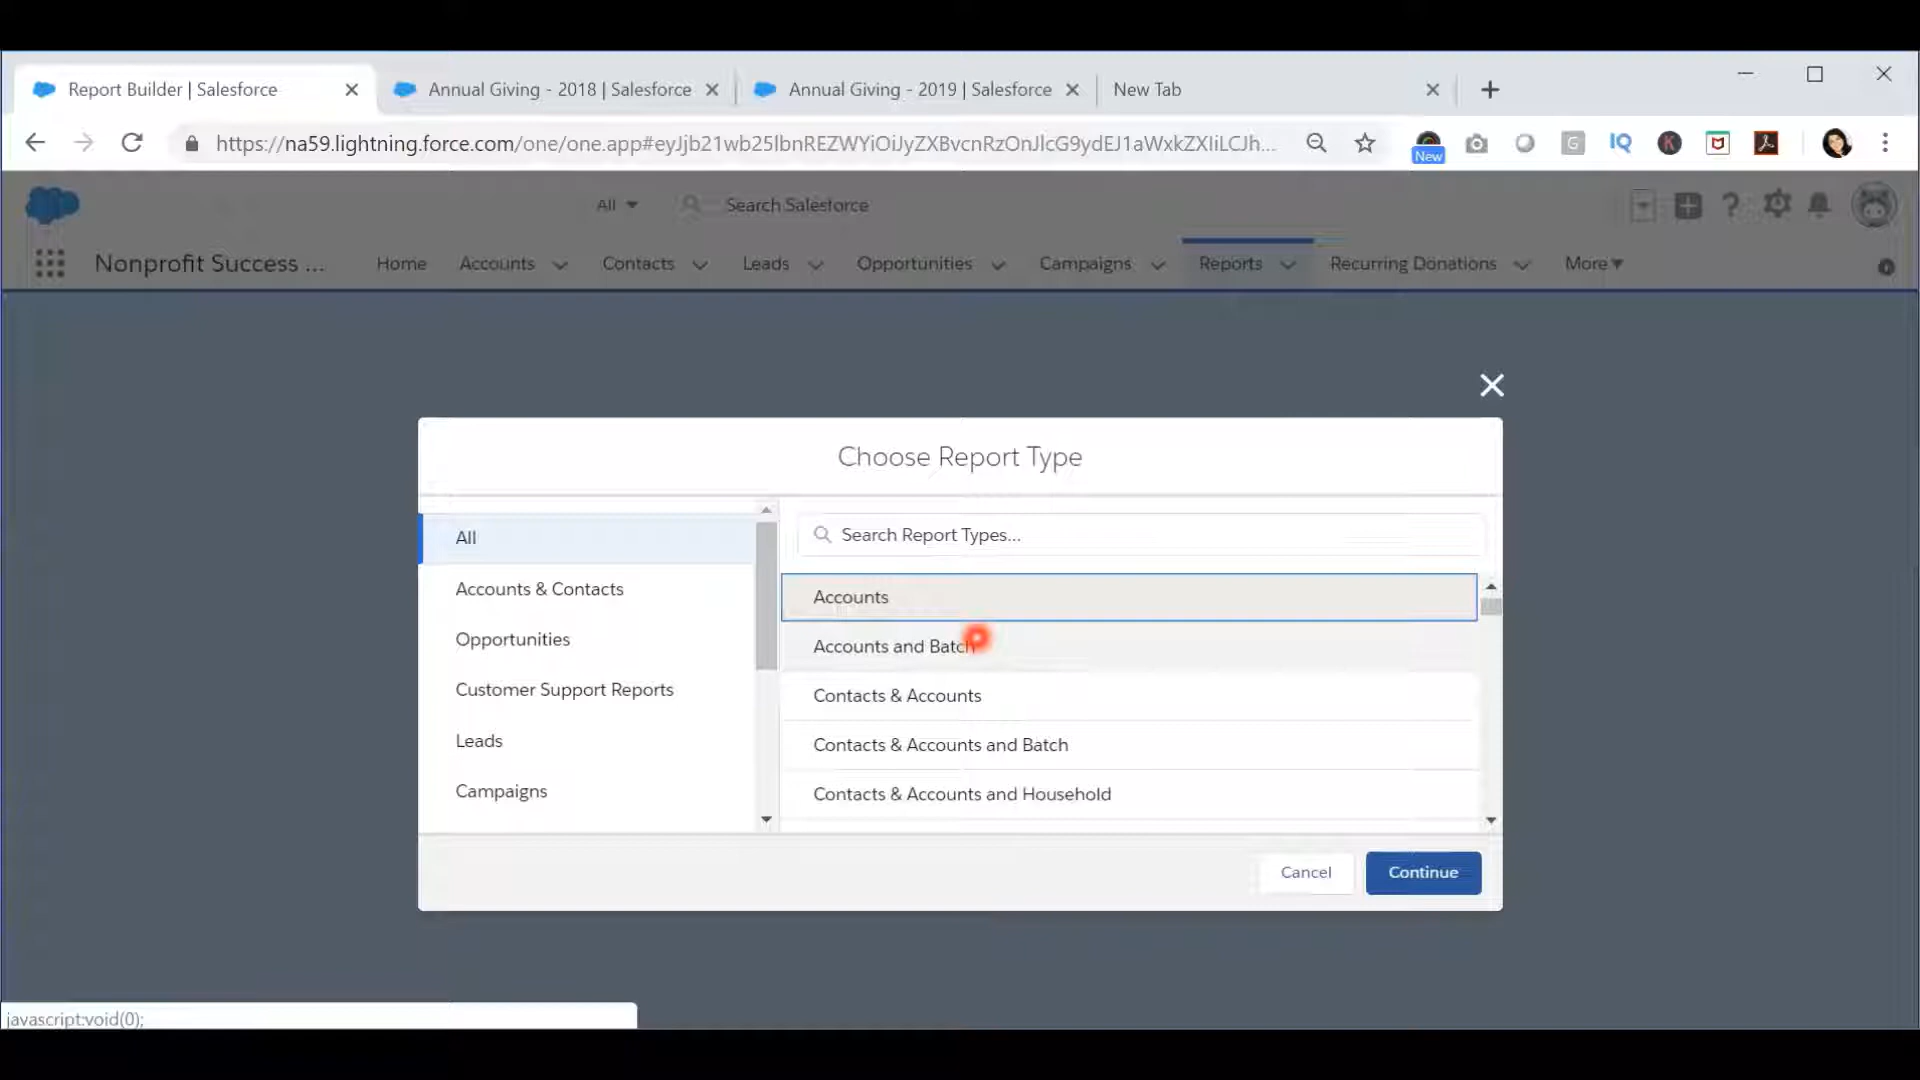 Report Builder | Salesforce
Annual Giving - 2018 | Salesforce
Annual Giving - 2019 | Salesforce
New Tab
https://na59.lightning.force.com/one/one.app#eyJjb21wb25lbnREZWYiOiJyZXBvcnRzOnJlcG9ydEJ1aWxkZXIiLCJh...
New
G
IQ
K
All
Search Salesforce
Nonprofit Success ...
Home
Accounts
Contacts
Leads
Opportunities
Campaigns
Reports
Recurring Donations
More
Choose Report Type
All
Accounts & Contacts
Opportunities
Customer Support Reports
Leads
Campaigns
Search Report Types...
Accounts
Accounts and Batch
Contacts & Accounts
Contacts & Accounts and Batch
Contacts & Accounts and Household
Cancel
Continue
javascript:void(0);